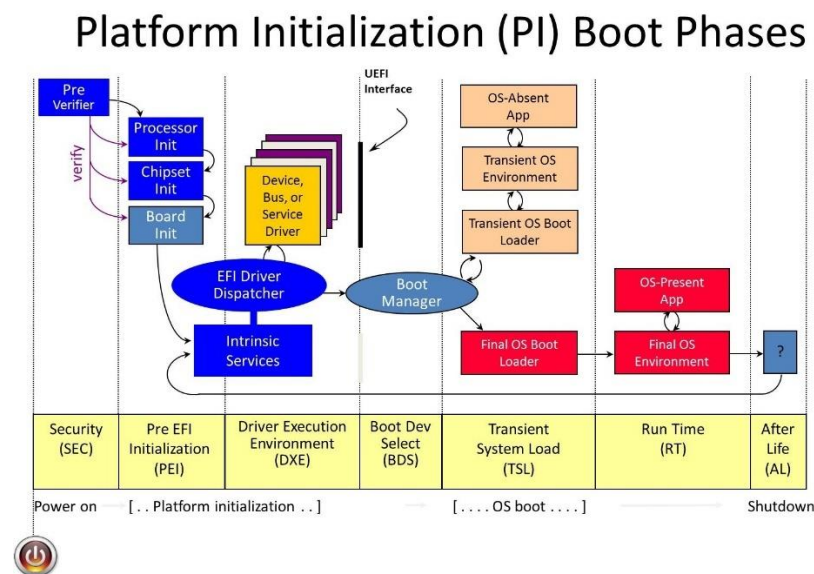 Platform Initialization (PI) Boot Phases
UEFI
Interface
Pre
Verifier
verify
Processor
Init
Chipset
Init
Board
Init
Device,
Bus, or
Service
Driver
EFI Driver
Dispatcher
Intrinsic
Services
Boot
Manager
OS-Absent
App
Transient OS
Environment
Transient OS Boot
Loader
Final OS Boot
Loader
OS-Present
App
Final OS
Environment
?
Security
(SEC)
Pre EFI
Initialization
(PEI)
Driver Execution
Environment
(DXE)
Boot Dev
Select
(BDS)
Transient
System Load
(TSL)
Run Time
(RT)
After
Life
(AL)
Power on
[ . . Platform initialization . . ]
[ . . . . OS boot . . . . ]
Shutdown